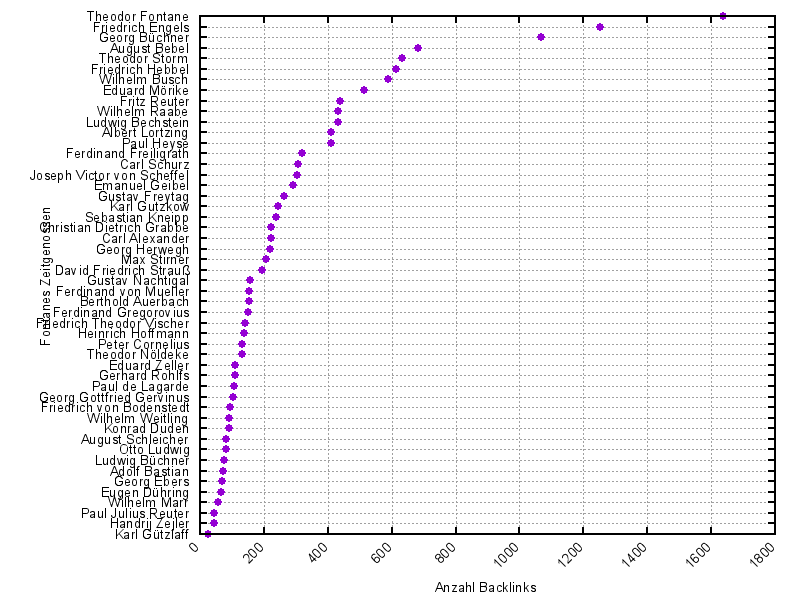 Theodor Fontane
Friedrich Engels
Georg Büchner
August Bebel
Theodor Storm
Friedrich Hebbel
Wilhelm Busch
Eduard Mörike
Fritz Reuter
Wilhelm Raabe
Ludwig Bechstein
Albert Lortzing
Paul Heyse
Ferdinand Freiligrath
Carl Schurz
Joseph Victor von Scheffel
Emanuel Geibel
Gustav Freytag
Karl Gutzkow
Sebastian Kneipp
Christian Dietrich Grabbe
Carl Alexander
Georg Herwegh
Max Stirner
David Friedrich Strauß
Gustav Nachtigal
Ferdinand von Mueller
Berthold Auerbach
Ferdinand Gregorovius
Friedrich Theodor Vischer
Heinrich Hoffmann
Peter Cornelius
Theodor Nöldeke
Eduard Zeller
Gerhard Rohlfs
Paul de Lagarde
Georg Gottfried Gervinus
Friedrich von Bodenstedt
Wilhelm Weitling
Konrad Duden
August Schleicher
Otto Ludwig
Ludwig Büchner
Adolf Bastian
Georg Ebers
Eugen Dühring
Wilhelm Marr
Paul Julius Reuter
Handrij Zejler
Karl Gützlaff
Fontanes Zeitgenossen
0 200 400 600 800 1000 1200 1400 1600 1800
Anzahl Backlinks